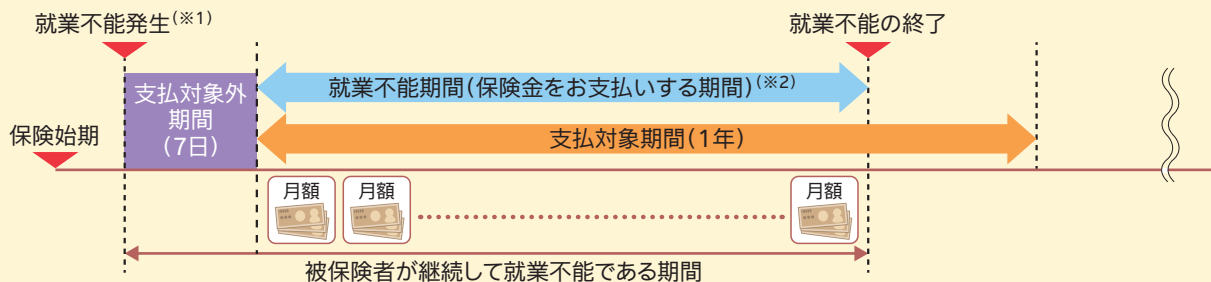 就業不能発生(※1)
就業不能の終了
支払対象外
期間
(7日)
就業不能期間(保険金をお支払いする期間)(※2)
保険始期
支払対象期間(1年)
月額
月額
月額
被保険者が継続して就業不能である期間